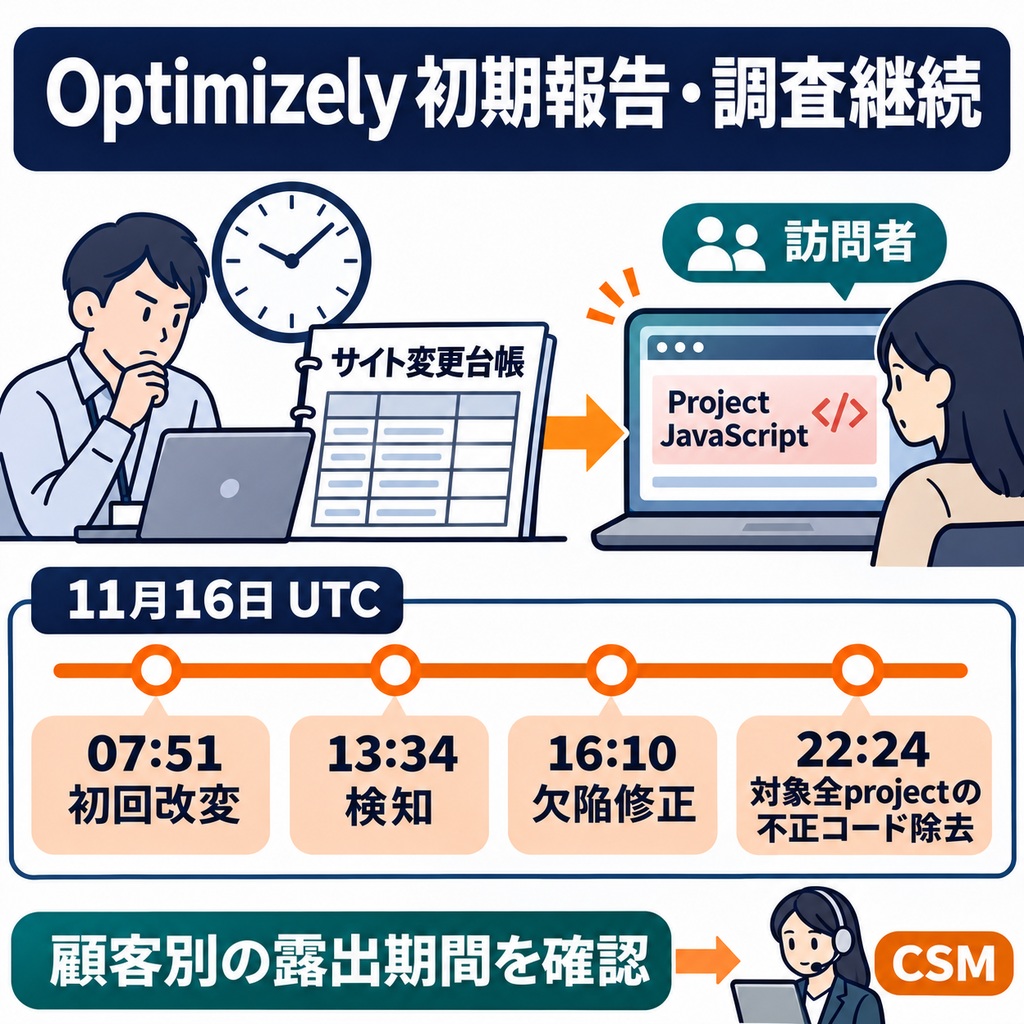 Optimizely 初期報告・調査継続
訪問者
サイト変更台帳
Project
JavaScript
</>
11月16日 UTC
07:51
初回改変
13:34
検知
16:10
欠陥修正
22:24
対象全projectの
不正コード除去
顧客別の露出期間を確認
CSM